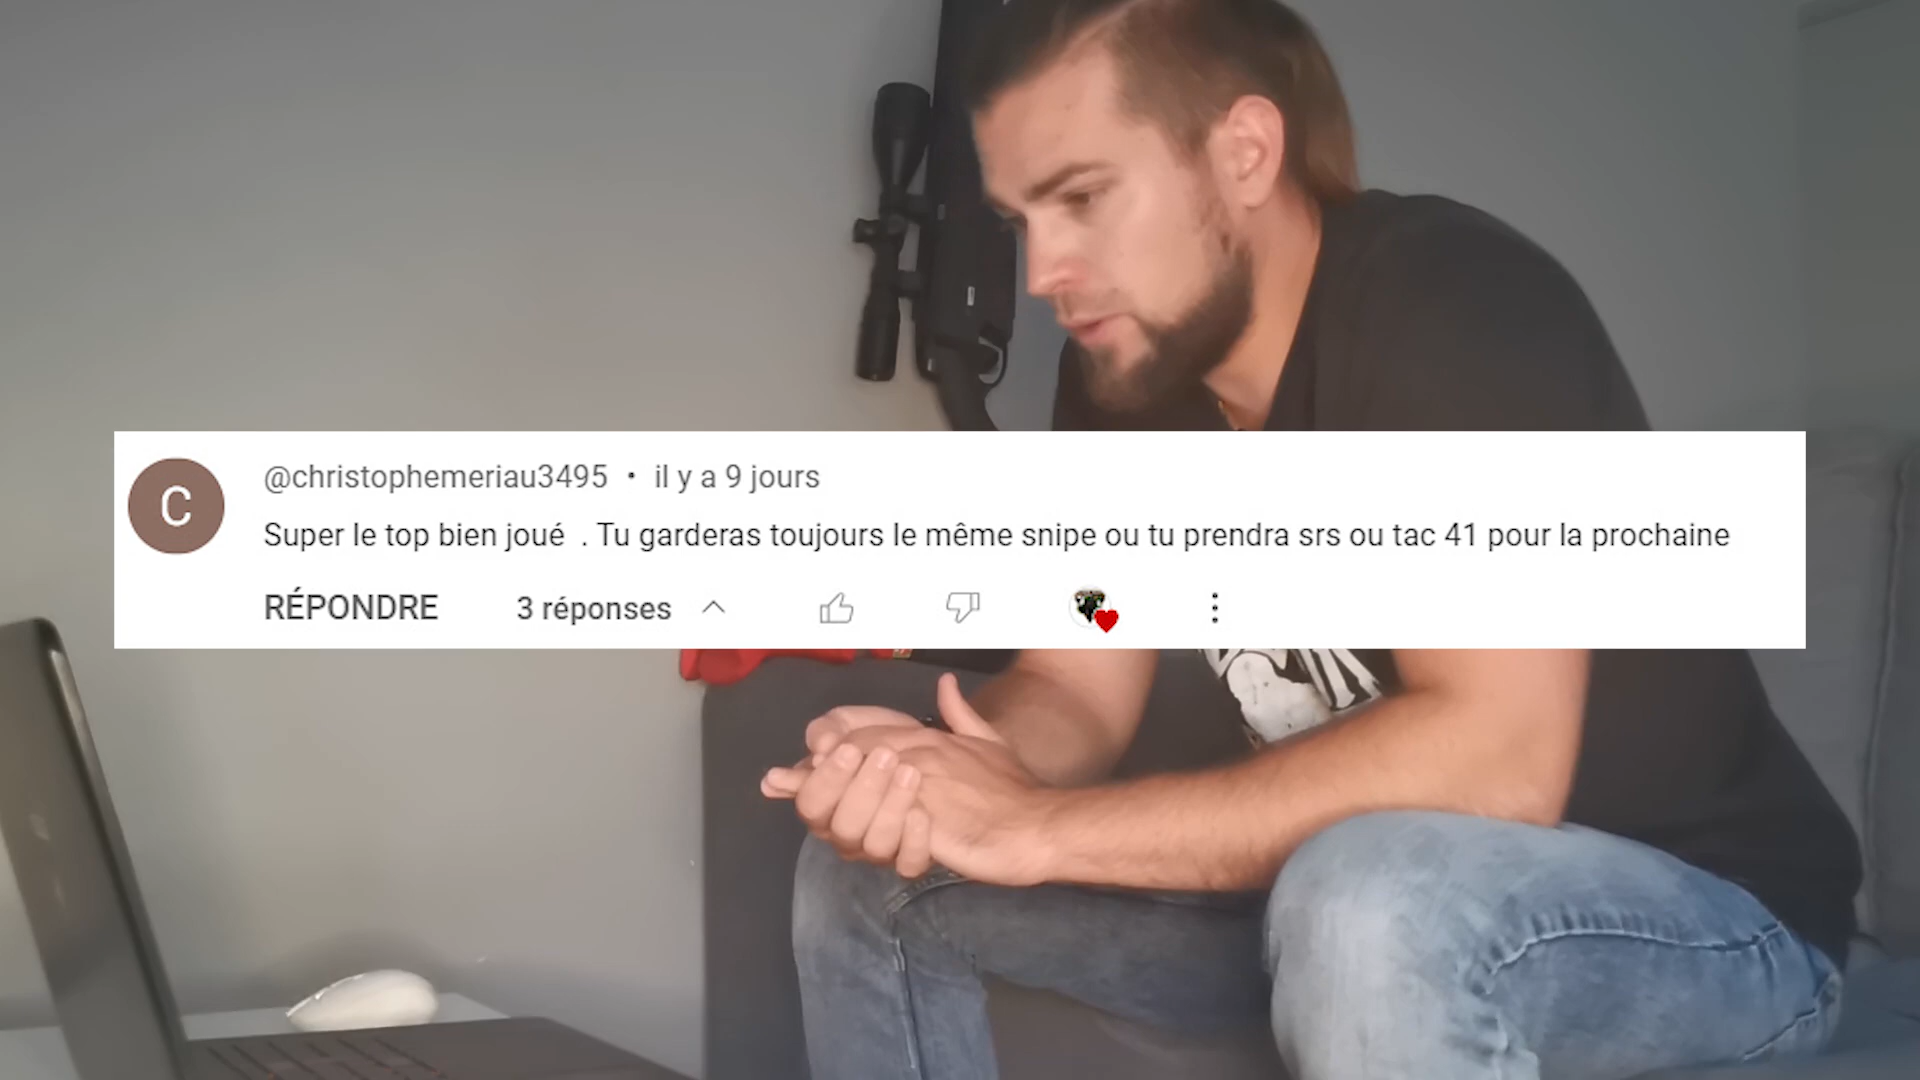 C
@christophemeriau3495 • il y a 9 jours
Super le top bien joué . Tu garderas toujours le même snipe ou tu prendra srs ou tac 41 pour la prochaine
RÉPONDRE 3 réponses